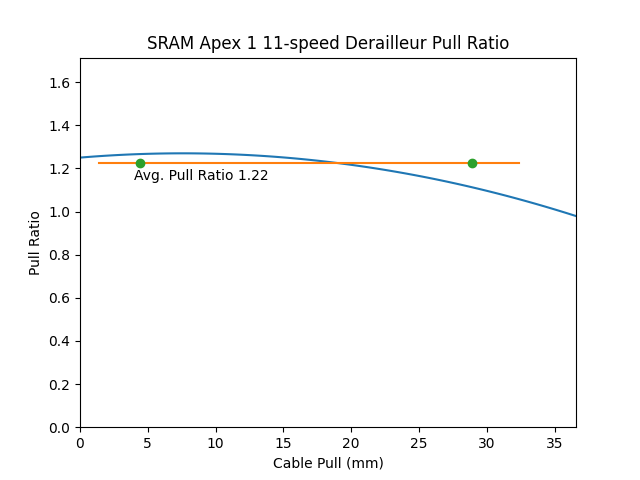 SRAM Apex 1 11-speed Derailleur Pull Ratio
1.6
1.4
1.2
1.0
0.8
0.6
0.4
0.2
0.0
Pull Ratio
Avg. Pull Ratio 1.22
0 5 10 15 20 25 30 35
Cable Pull (mm)